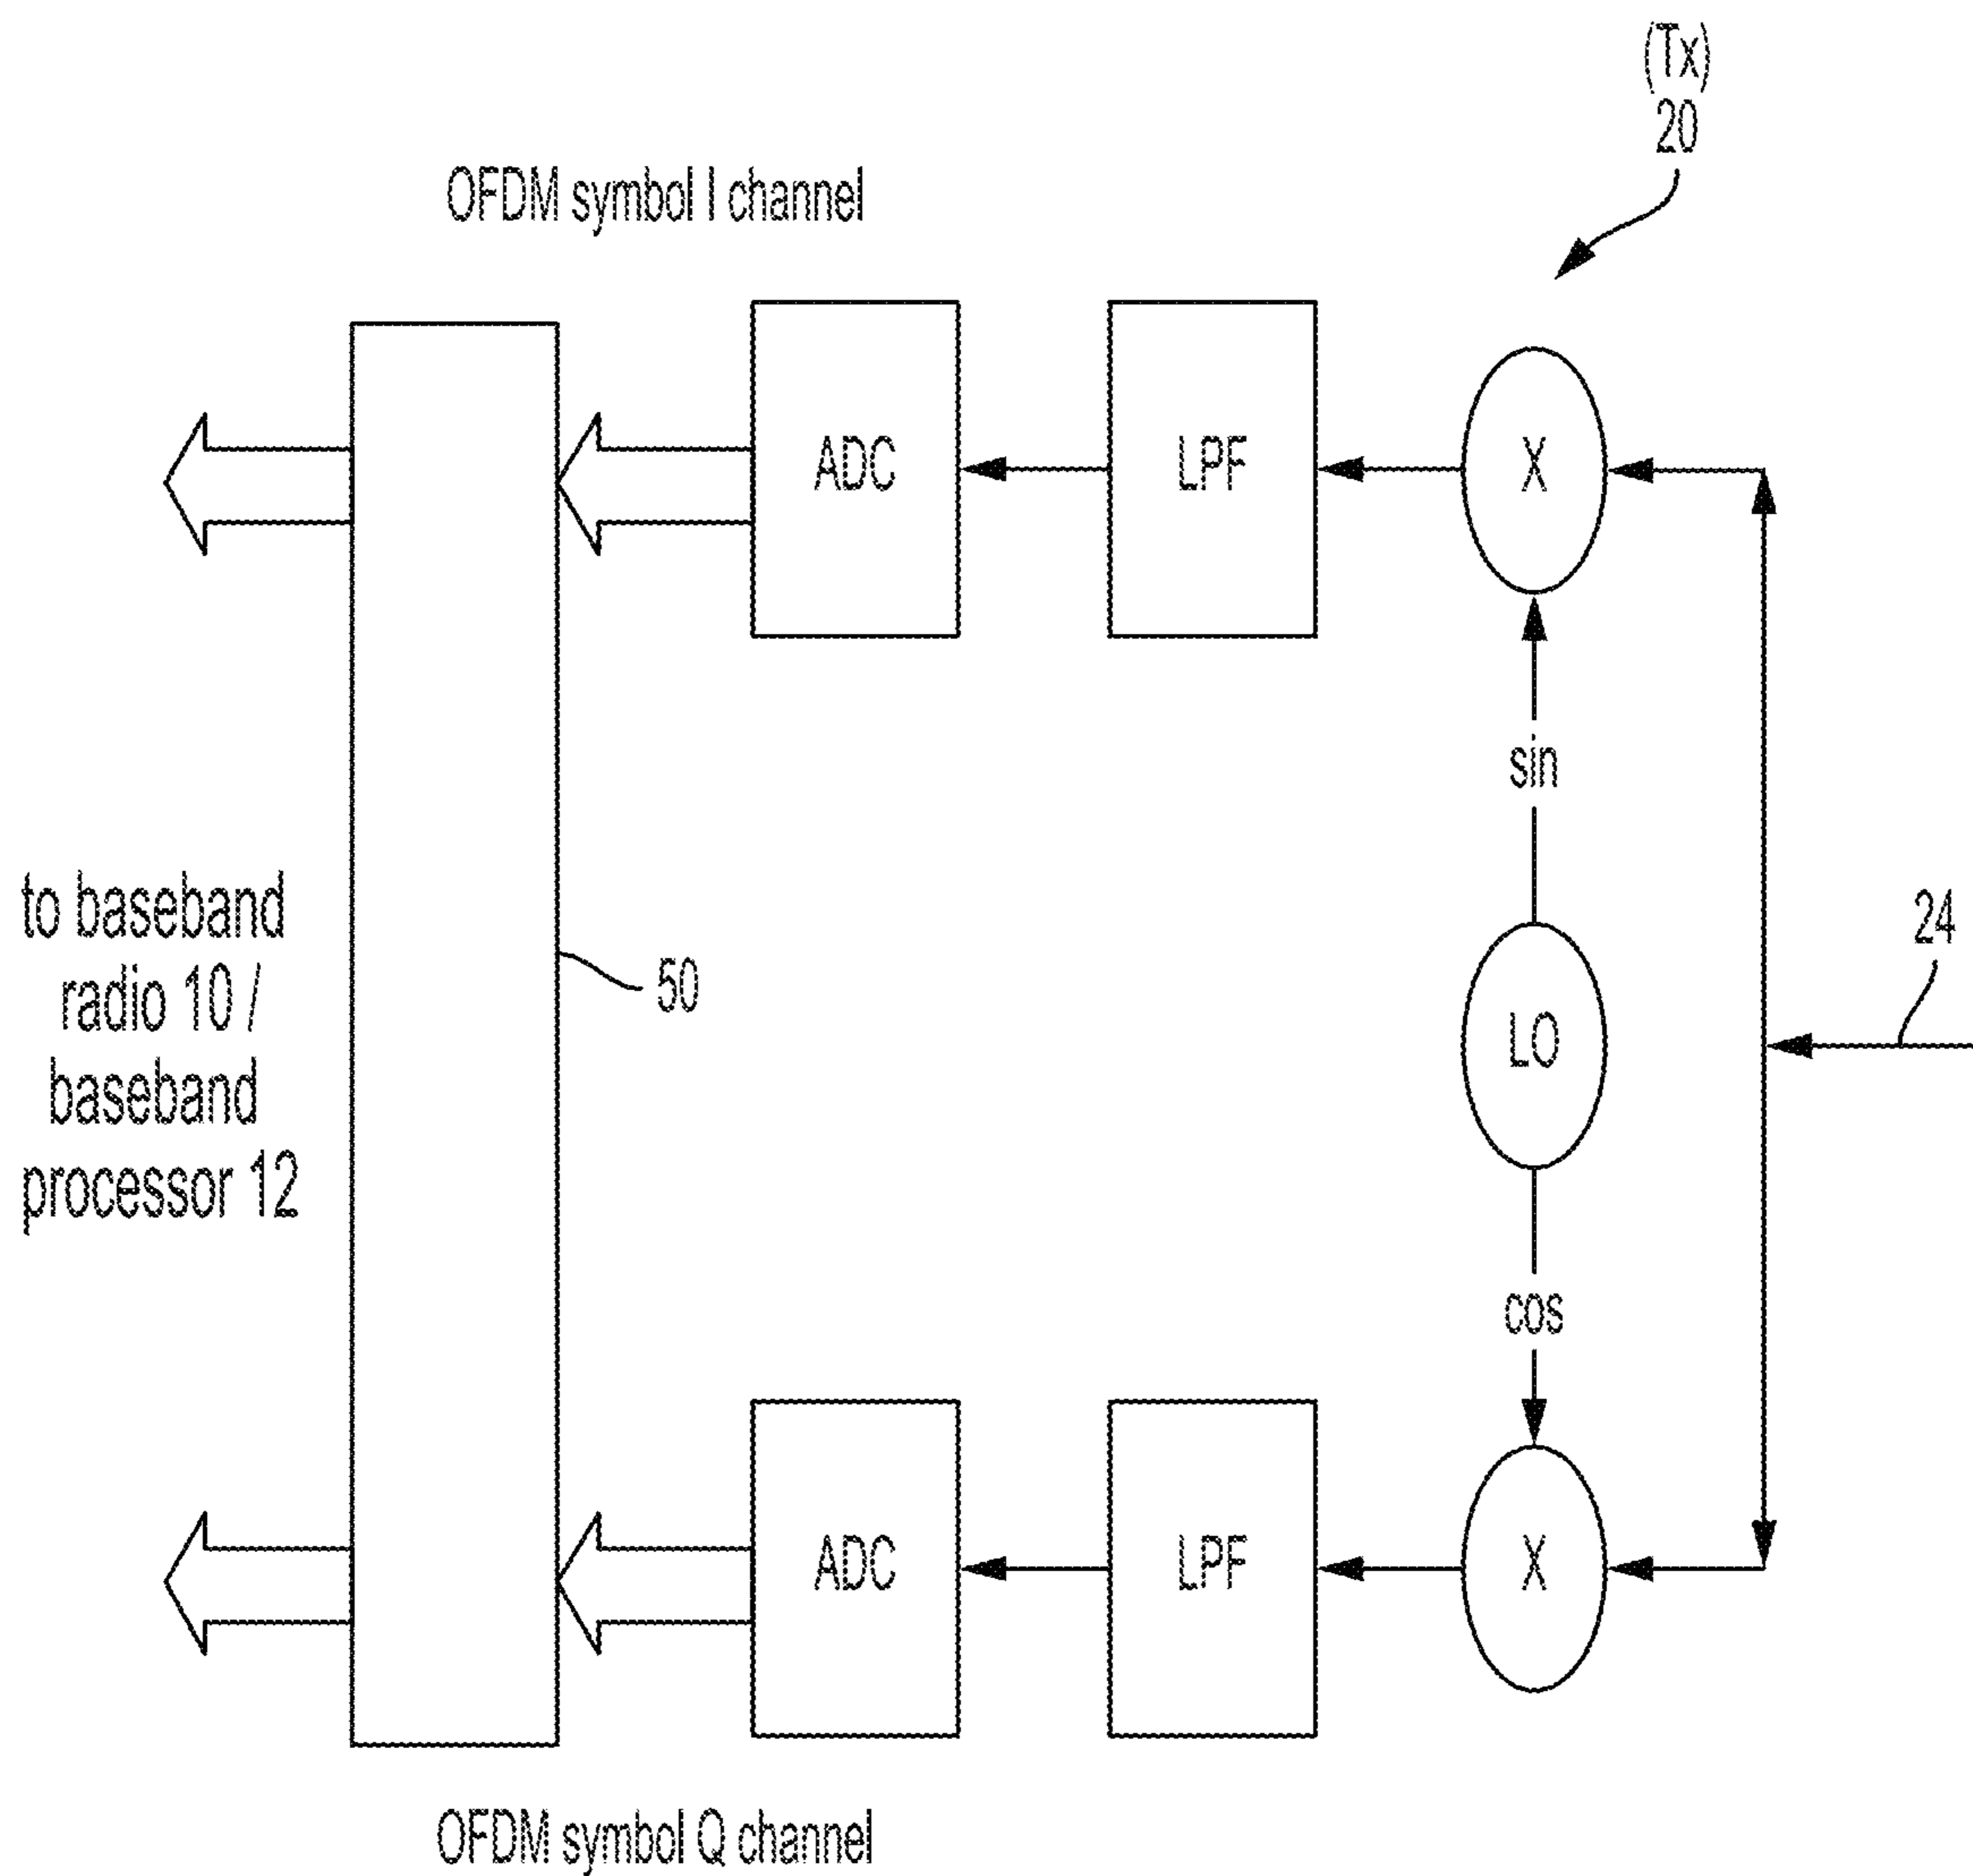 (Tx)
20
OFDM symbol I channel
ADC
LPF
X
sin
24
to baseband
radio 10 /
baseband
processor 12
50
LO
cos
ADC
LPF
X
OFDM symbol Q channel